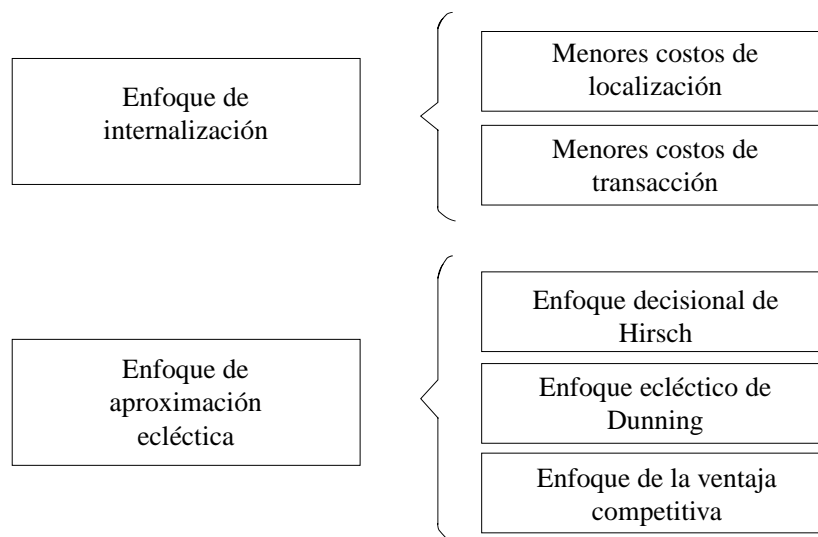 Enfoque de
internalización
Menores costos de
localización
Menores costos de
transacción
Enfoque de
aproximación
ecléctica
Enfoque decisional de
Hirsch
Enfoque ecléctico de
Dunning
Enfoque de la ventaja
competitiva